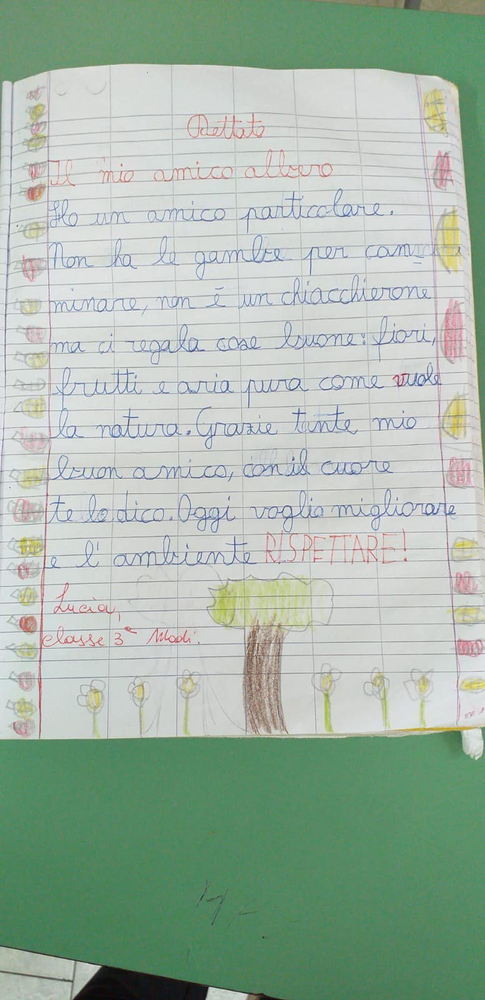 Dettato
Il mio amico albero
Ho un amico particolare.
Non ha le gambe per cam=
minare, non è un chiacchierone
ma ci regala cose buone: fiori,
frutti e aria pura come vuole
la natura. Grazie tante mio
buon amico, con il cuore
te lo dico. Oggi voglio migliorare
e l'ambiente RISPETTARE!
Lucia,
classe 3ª